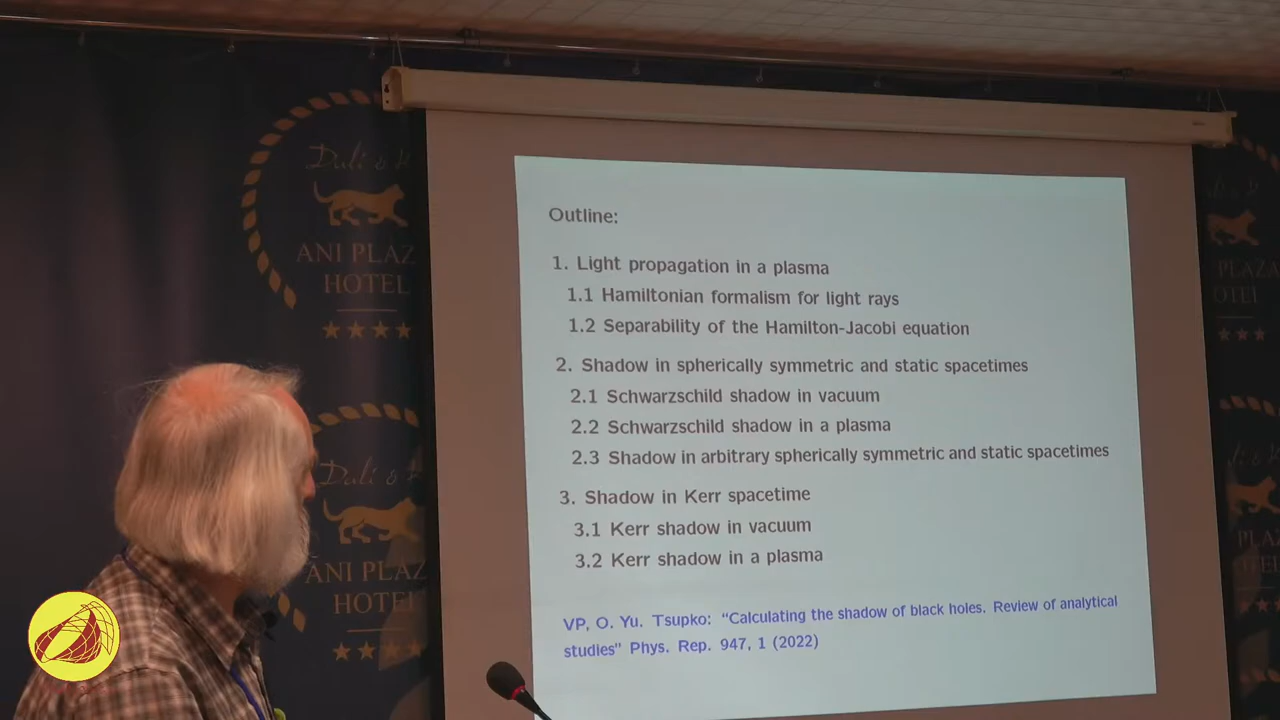 Outline:
1. Light propagation in a plasma
1.1 Hamiltonian formalism for light rays
1.2 Separability of the Hamilton-Jacobi equation
2. Shadow in spherically symmetric and static spacetimes
2.1 Schwarzschild shadow in vacuum
2.2 Schwarzschild shadow in a plasma
2.3 Shadow in arbitrary spherically symmetric and static spacetimes
3. Shadow in Kerr spacetime
3.1 Kerr shadow in vacuum
3.2 Kerr shadow in a plasma
VP, O. Yu. Tsupko: “Calculating the shadow of black holes. Review of analytical
studies” Phys. Rep. 947, 1 (2022)
ANI PLAZ
HOTEL
ANI PLAZ
HOTEL